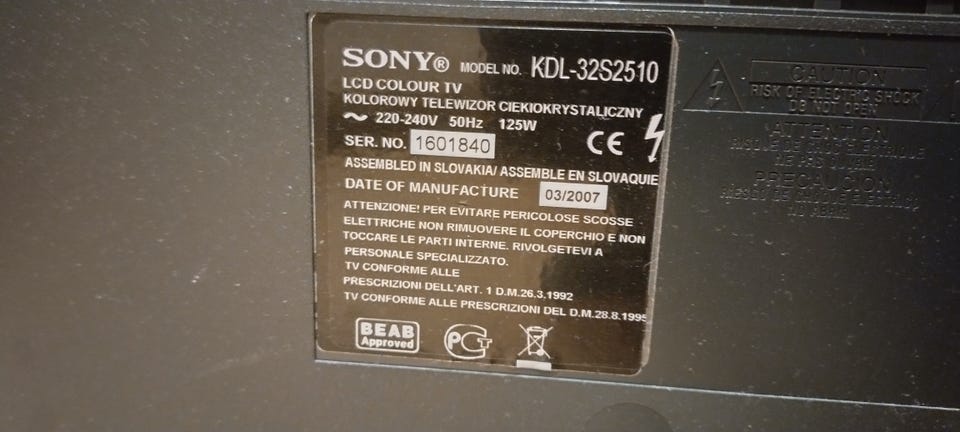 SONY® MODEL NO. KDL-32S2510
LCD COLOUR TV
KOLOROWY TELEWIZOR CIEKIOKRYSTALICZNY
~ 220-240V 50Hz 125W
SER. NO. 1601840
CE
ASSEMBLED IN SLOVAKIA/ ASSEMBLE EN SLOVAQUIE
DATE OF MANUFACTURE 03/2007
ATTENZIONE! PER EVITARE PERICOLOSE SCOSSE
ELETTRICHE NON RIMUOVERE IL COPERCHIO E NON
TOCCARE LE PARTI INTERNE. RIVOLGETEVI A
PERSONALE SPECIALIZZATO.
TV CONFORME ALLE
PRESCRIZIONI DELL'ART. 1 D.M.26.3.1992
TV CONFORME ALLE PRESCRIZIONI DEL D.M.28.8.1995
BEAB
Approved
CAUTION
RISK OF ELECTRIC SHOCK
DO NOT OPEN
ATTENTION
PRECAUCION